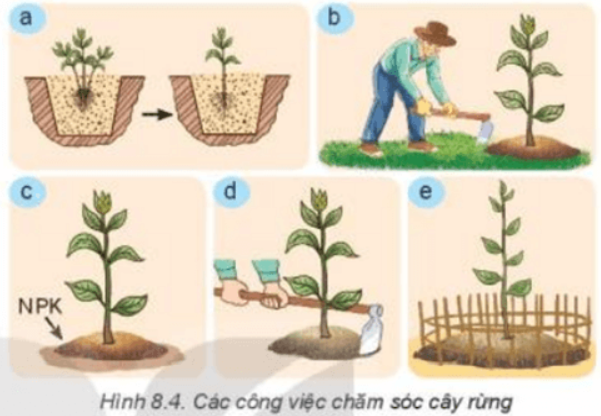 a
b
c
d
e
NPK
Hình 8.4. Các công việc chăm sóc cây rừng